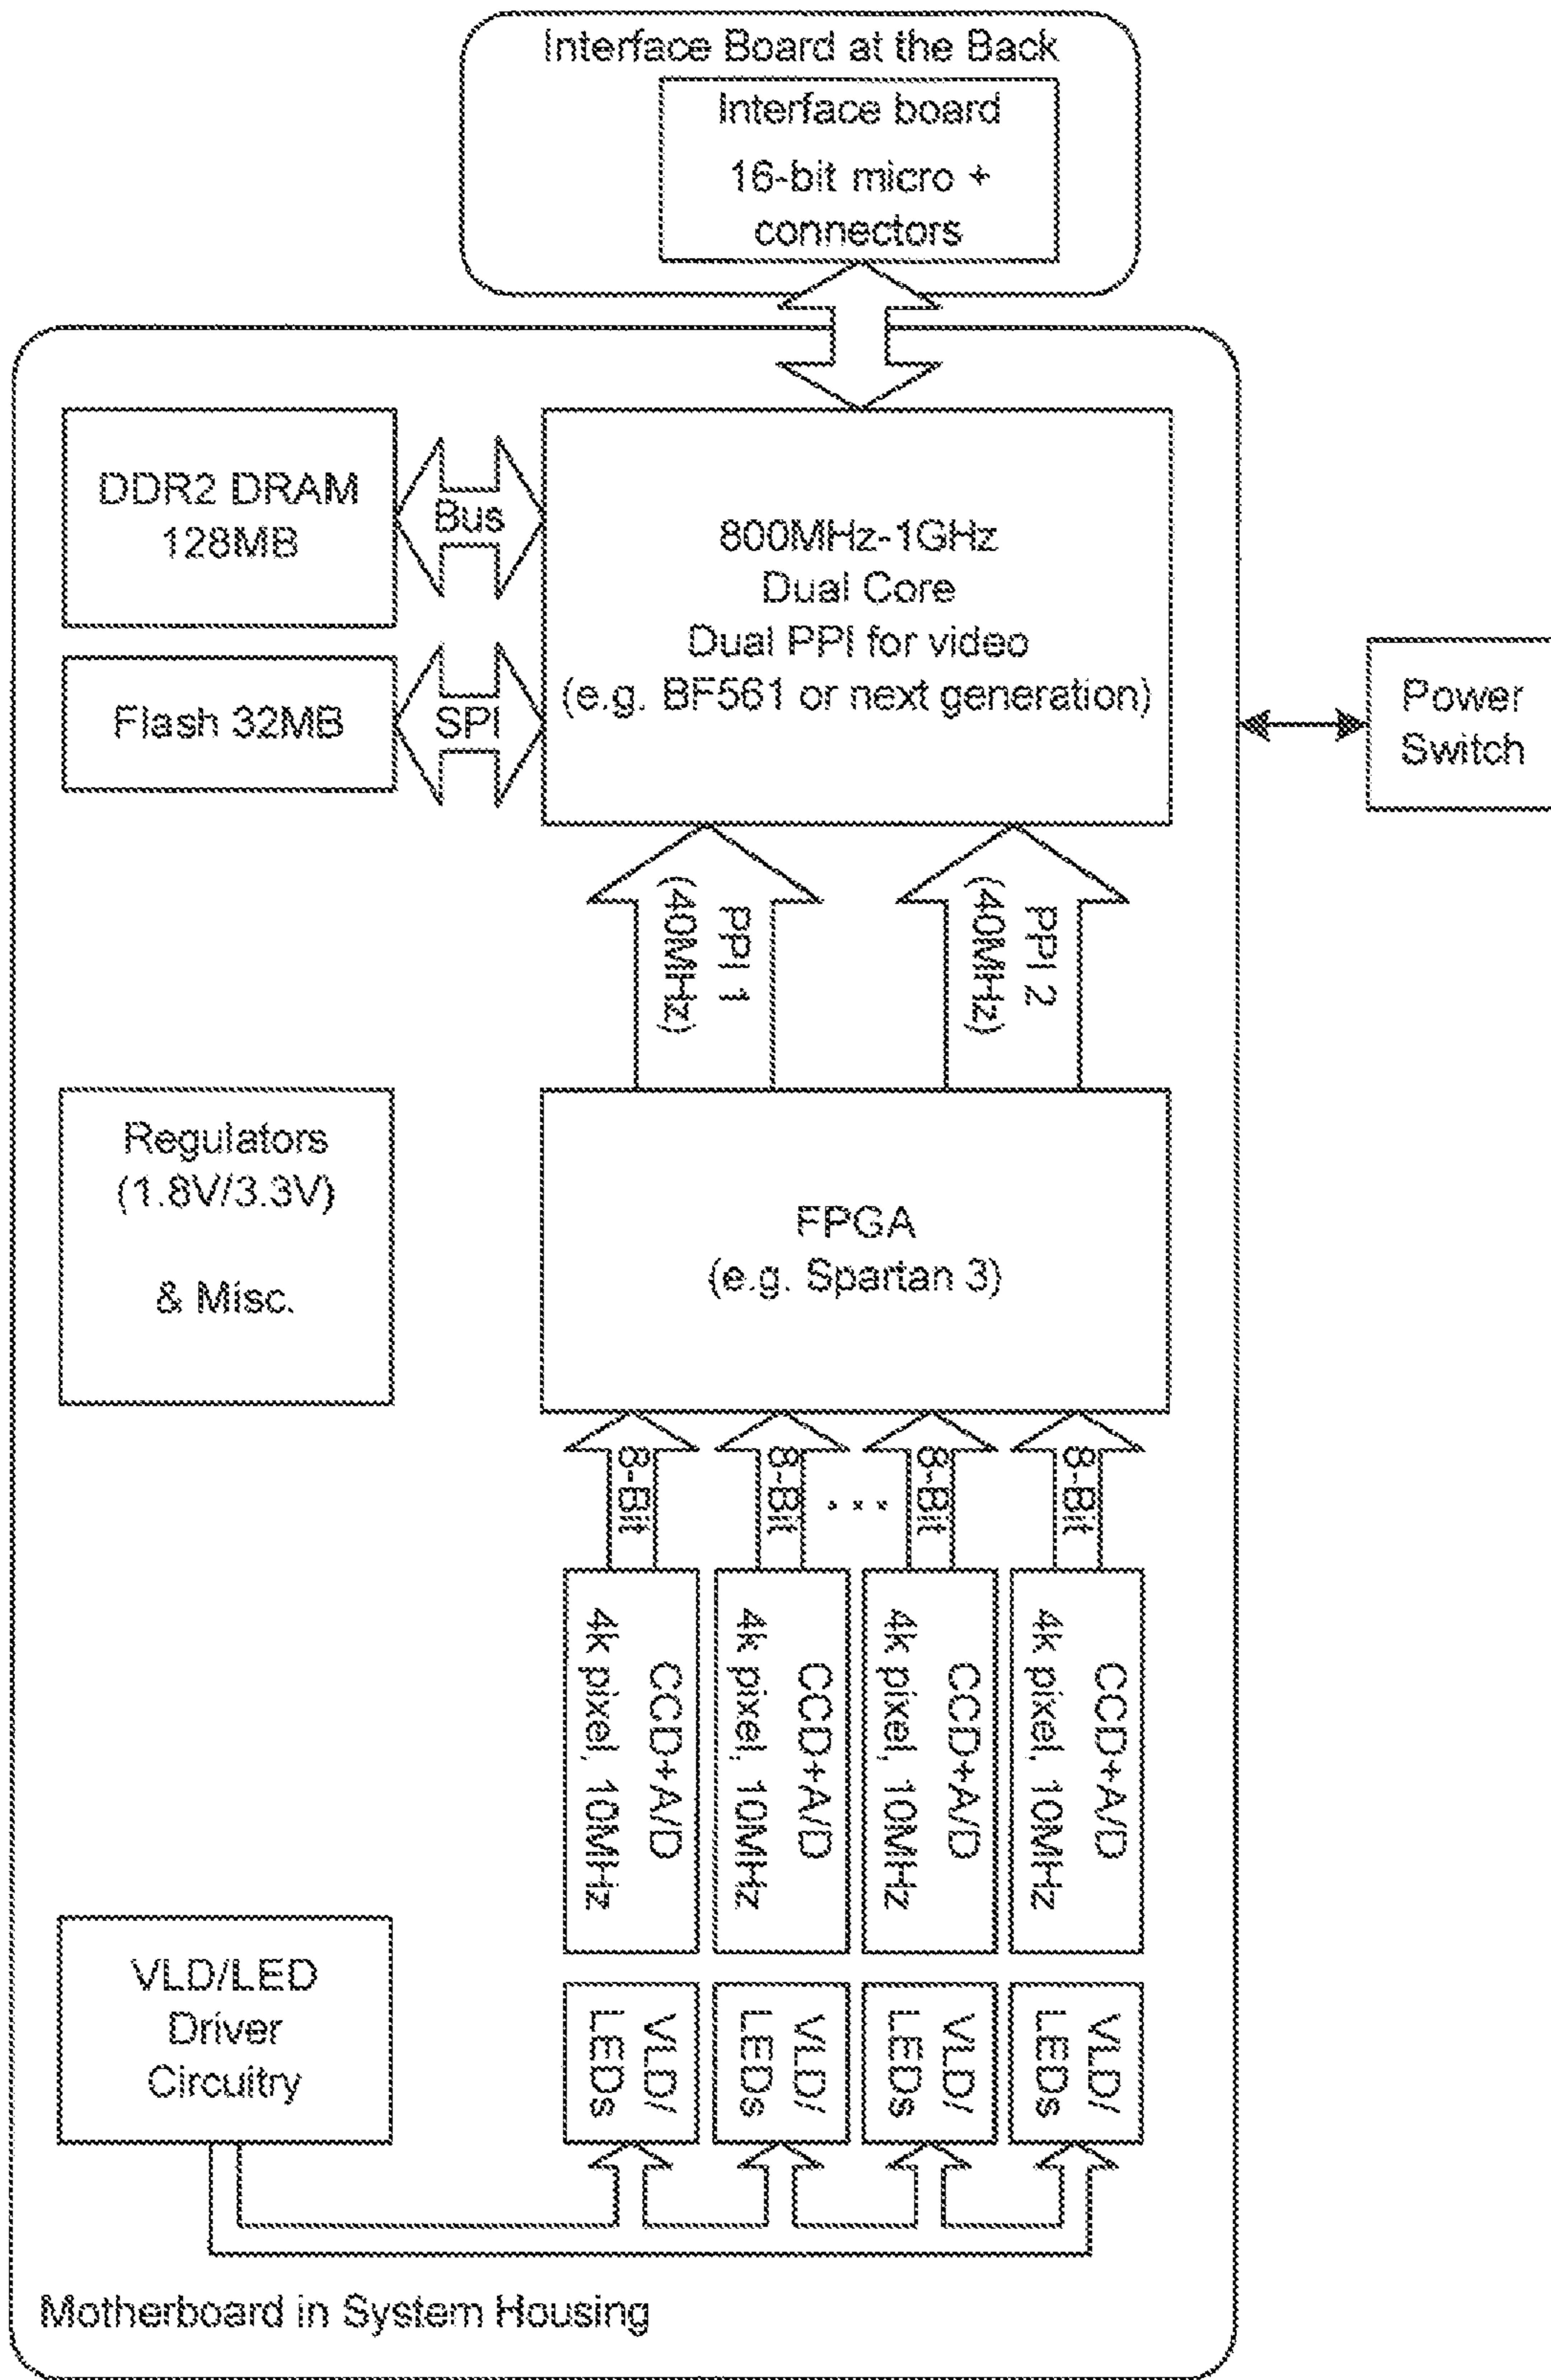 Interface Board at the Back
Interface board
16-bit micro +
connectors
DDR2 DRAM
128MB
Bus
800MHz-1GHz
Dual Core
Dual PPI for video
(e.g. BF561 or next generation)
Flash 32MB
SPI
Power
Switch
PPI 1
(40MHz)
PPI 2
(40MHz)
Regulators
(1.8V/3.3V)
& Misc.
FPGA
(e.g. Spartan 3)
8-Bit
8-Bit
...
8-Bit
8-Bit
CCD+A/D
4k pixel, 10MHz
CCD+A/D
4k pixel, 10MHz
CCD+A/D
4k pixel, 10MHz
CCD+A/D
4k pixel, 10MHz
VLD/LED
Driver
Circuitry
VLD/
LEDs
VLD/
LEDs
VLD/
LEDs
VLD/
LEDs
Motherboard in System Housing